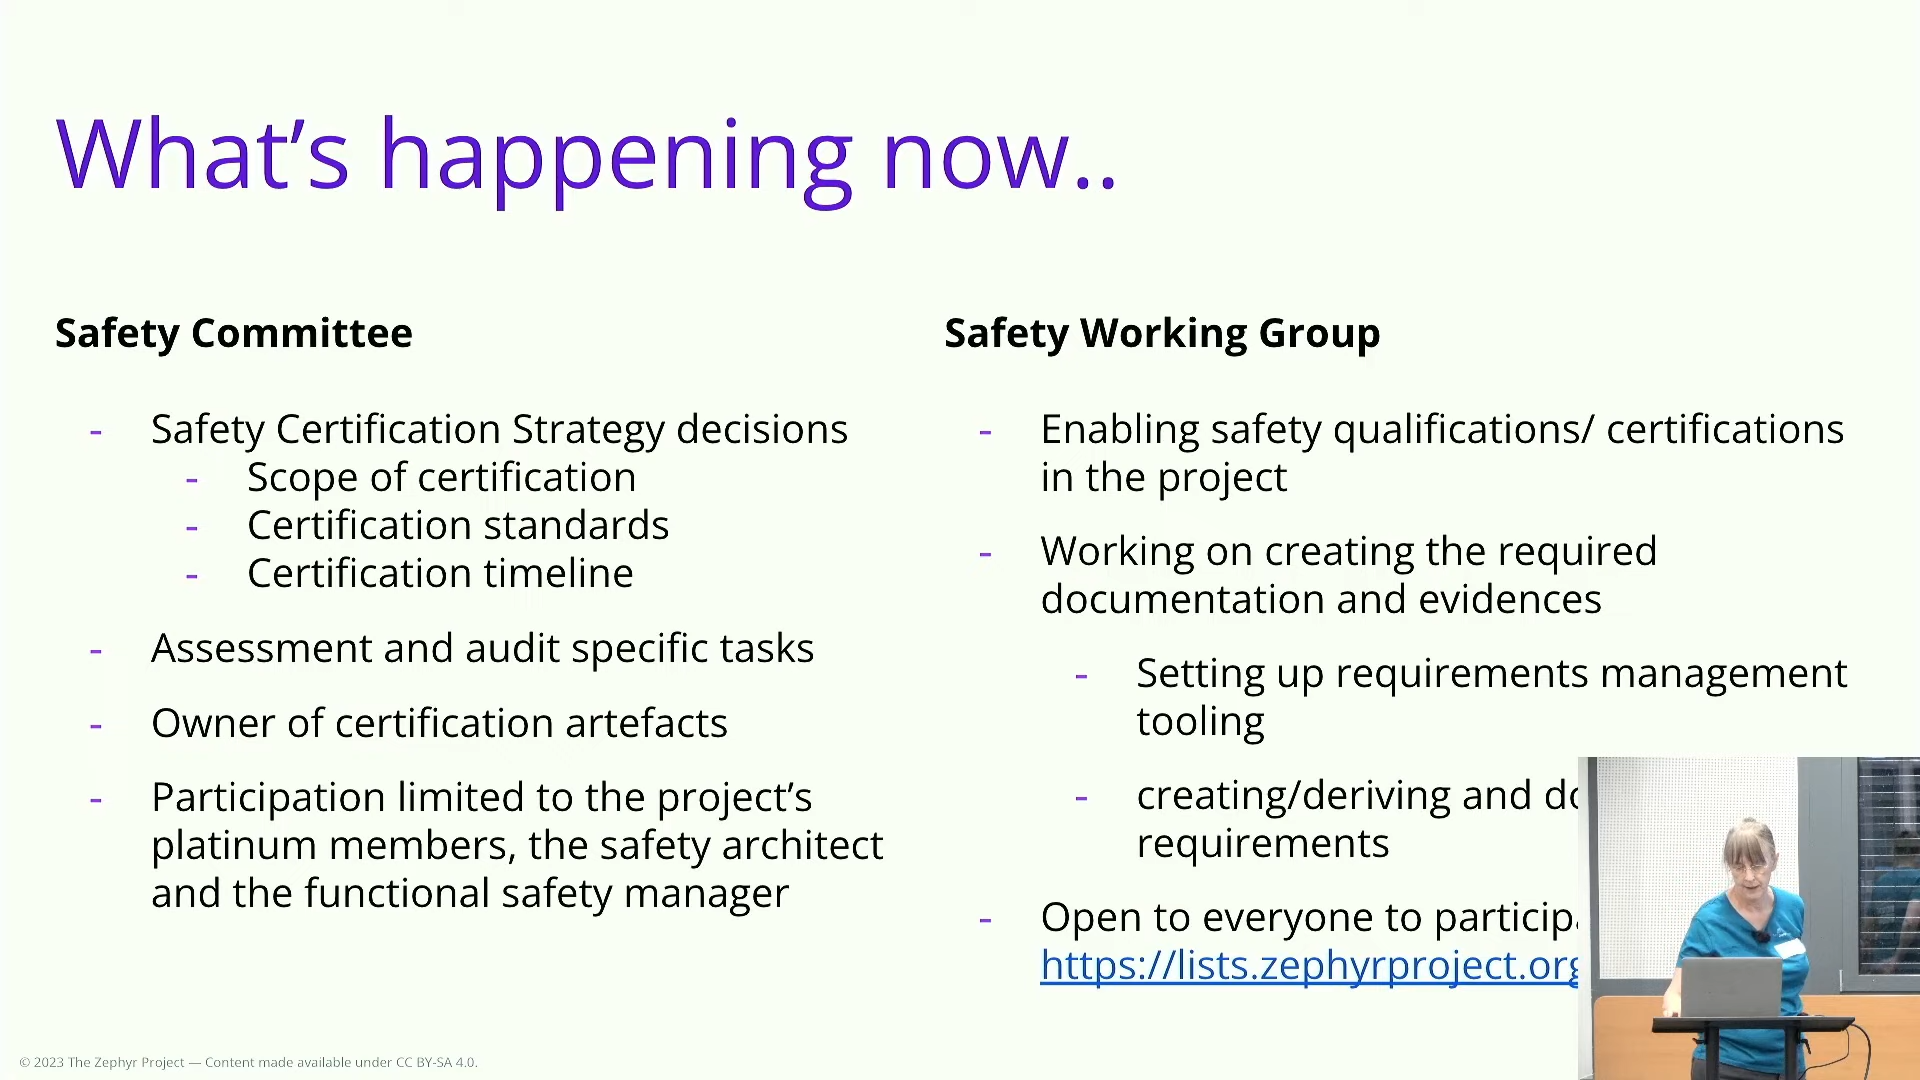 What’s happening now..
Safety Committee
- Safety Certification Strategy decisions
- Scope of certification
- Certification standards
- Certification timeline
- Assessment and audit specific tasks
- Owner of certification artefacts
- Participation limited to the project’s
platinum members, the safety architect
and the functional safety manager
Safety Working Group
- Enabling safety qualifications/ certifications
in the project
- Working on creating the required
documentation and evidences
- Setting up requirements management
tooling
- creating/deriving and
requirements
- Open to everyone to
https://lists.zephyrproject.org
© 2023 The Zephyr Project — Content made available under CC BY-SA 4.0.